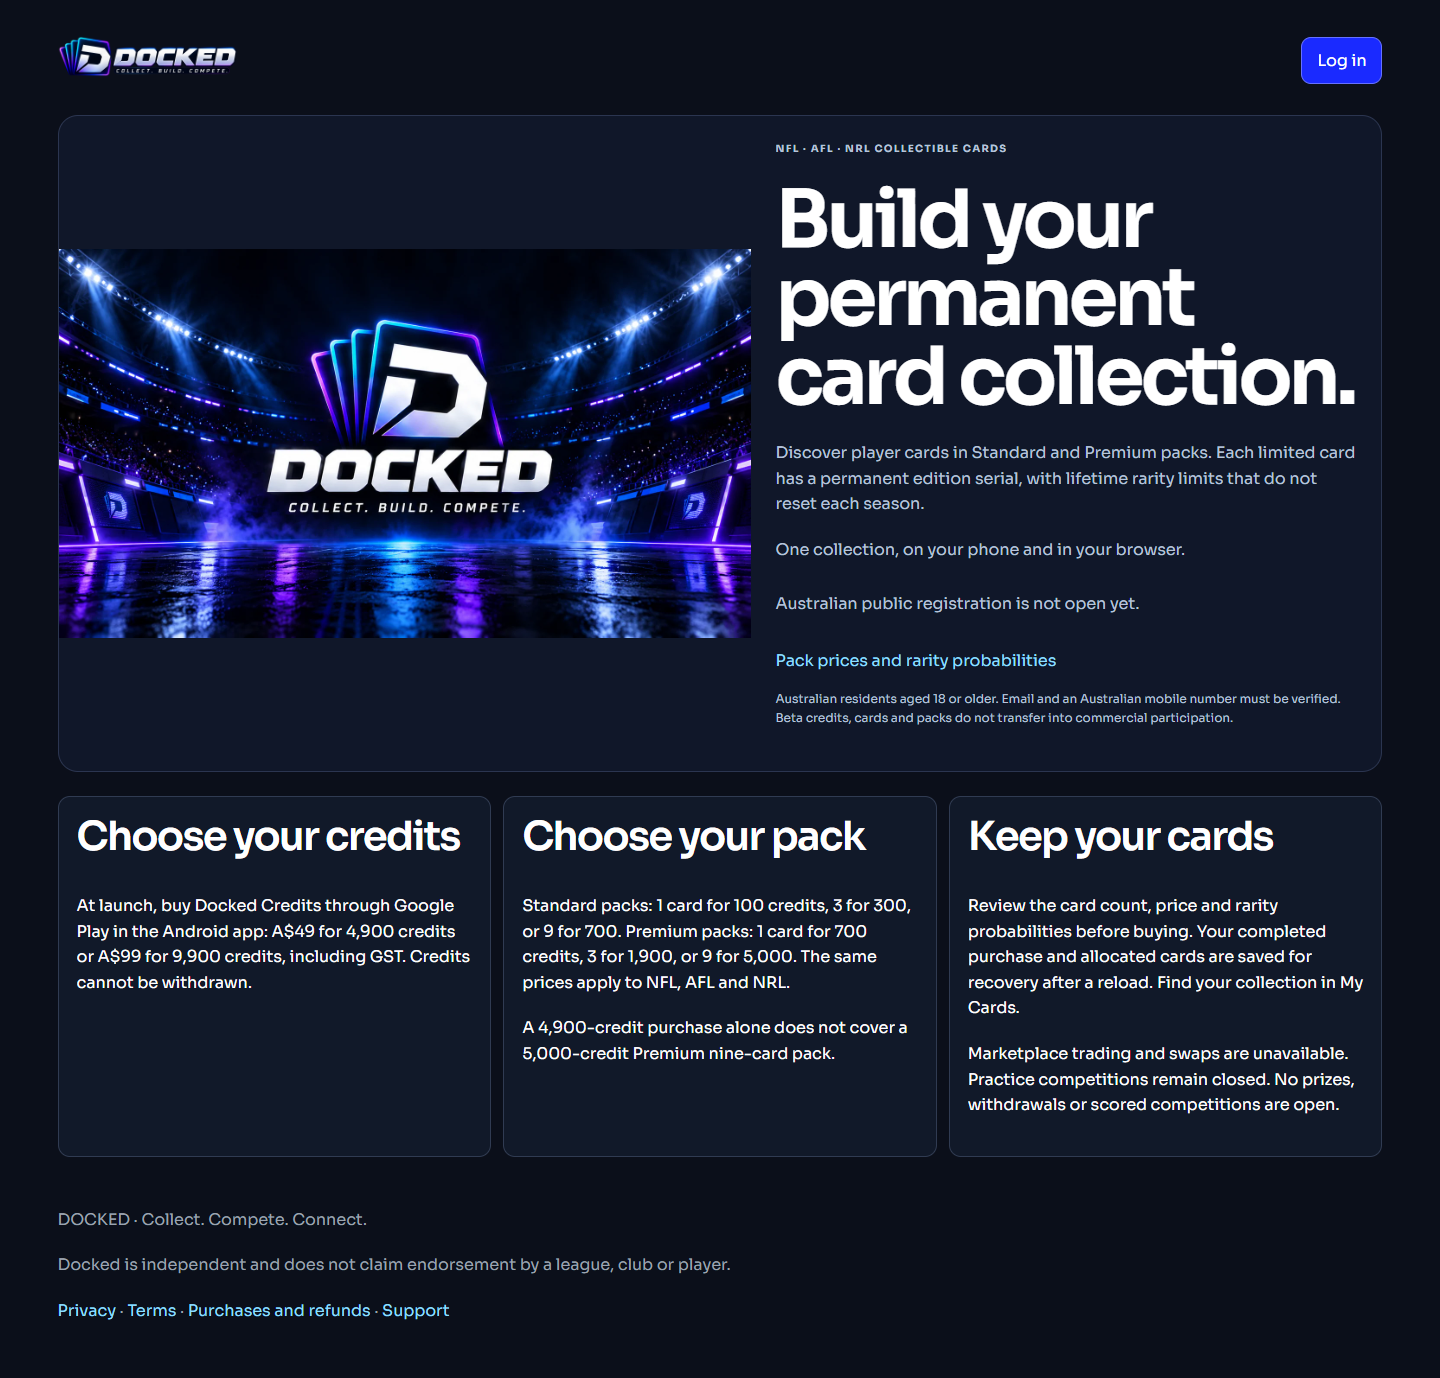 DOCKED
COLLECT. BUILD. COMPETE.
Log in
NFL · AFL · NRL COLLECTIBLE CARDS
Build your
permanent
card collection.
DOCKED
COLLECT. BUILD. COMPETE.
Discover player cards in Standard and Premium packs. Each limited card
has a permanent edition serial, with lifetime rarity limits that do not
reset each season.
One collection, on your phone and in your browser.
Australian public registration is not open yet.
Pack prices and rarity probabilities
Australian residents aged 18 or older. Email and an Australian mobile number must be verified.
Beta credits, cards and packs do not transfer into commercial participation.
Choose your credits
At launch, buy Docked Credits through Google
Play in the Android app: A$49 for 4,900 credits
or A$99 for 9,900 credits, including GST. Credits
cannot be withdrawn.
Choose your pack
Standard packs: 1 card for 100 credits, 3 for 300,
or 9 for 700. Premium packs: 1 card for 700
credits, 3 for 1,900, or 9 for 5,000. The same
prices apply to NFL, AFL and NRL.
A 4,900-credit purchase alone does not cover a
5,000-credit Premium nine-card pack.
Keep your cards
Review the card count, price and rarity
probabilities before buying. Your completed
purchase and allocated cards are saved for
recovery after a reload. Find your collection in My
Cards.
Marketplace trading and swaps are unavailable.
Practice competitions remain closed. No prizes,
withdrawals or scored competitions are open.
DOCKED · Collect. Compete. Connect.
Docked is independent and does not claim endorsement by a league, club or player.
Privacy · Terms · Purchases and refunds · Support